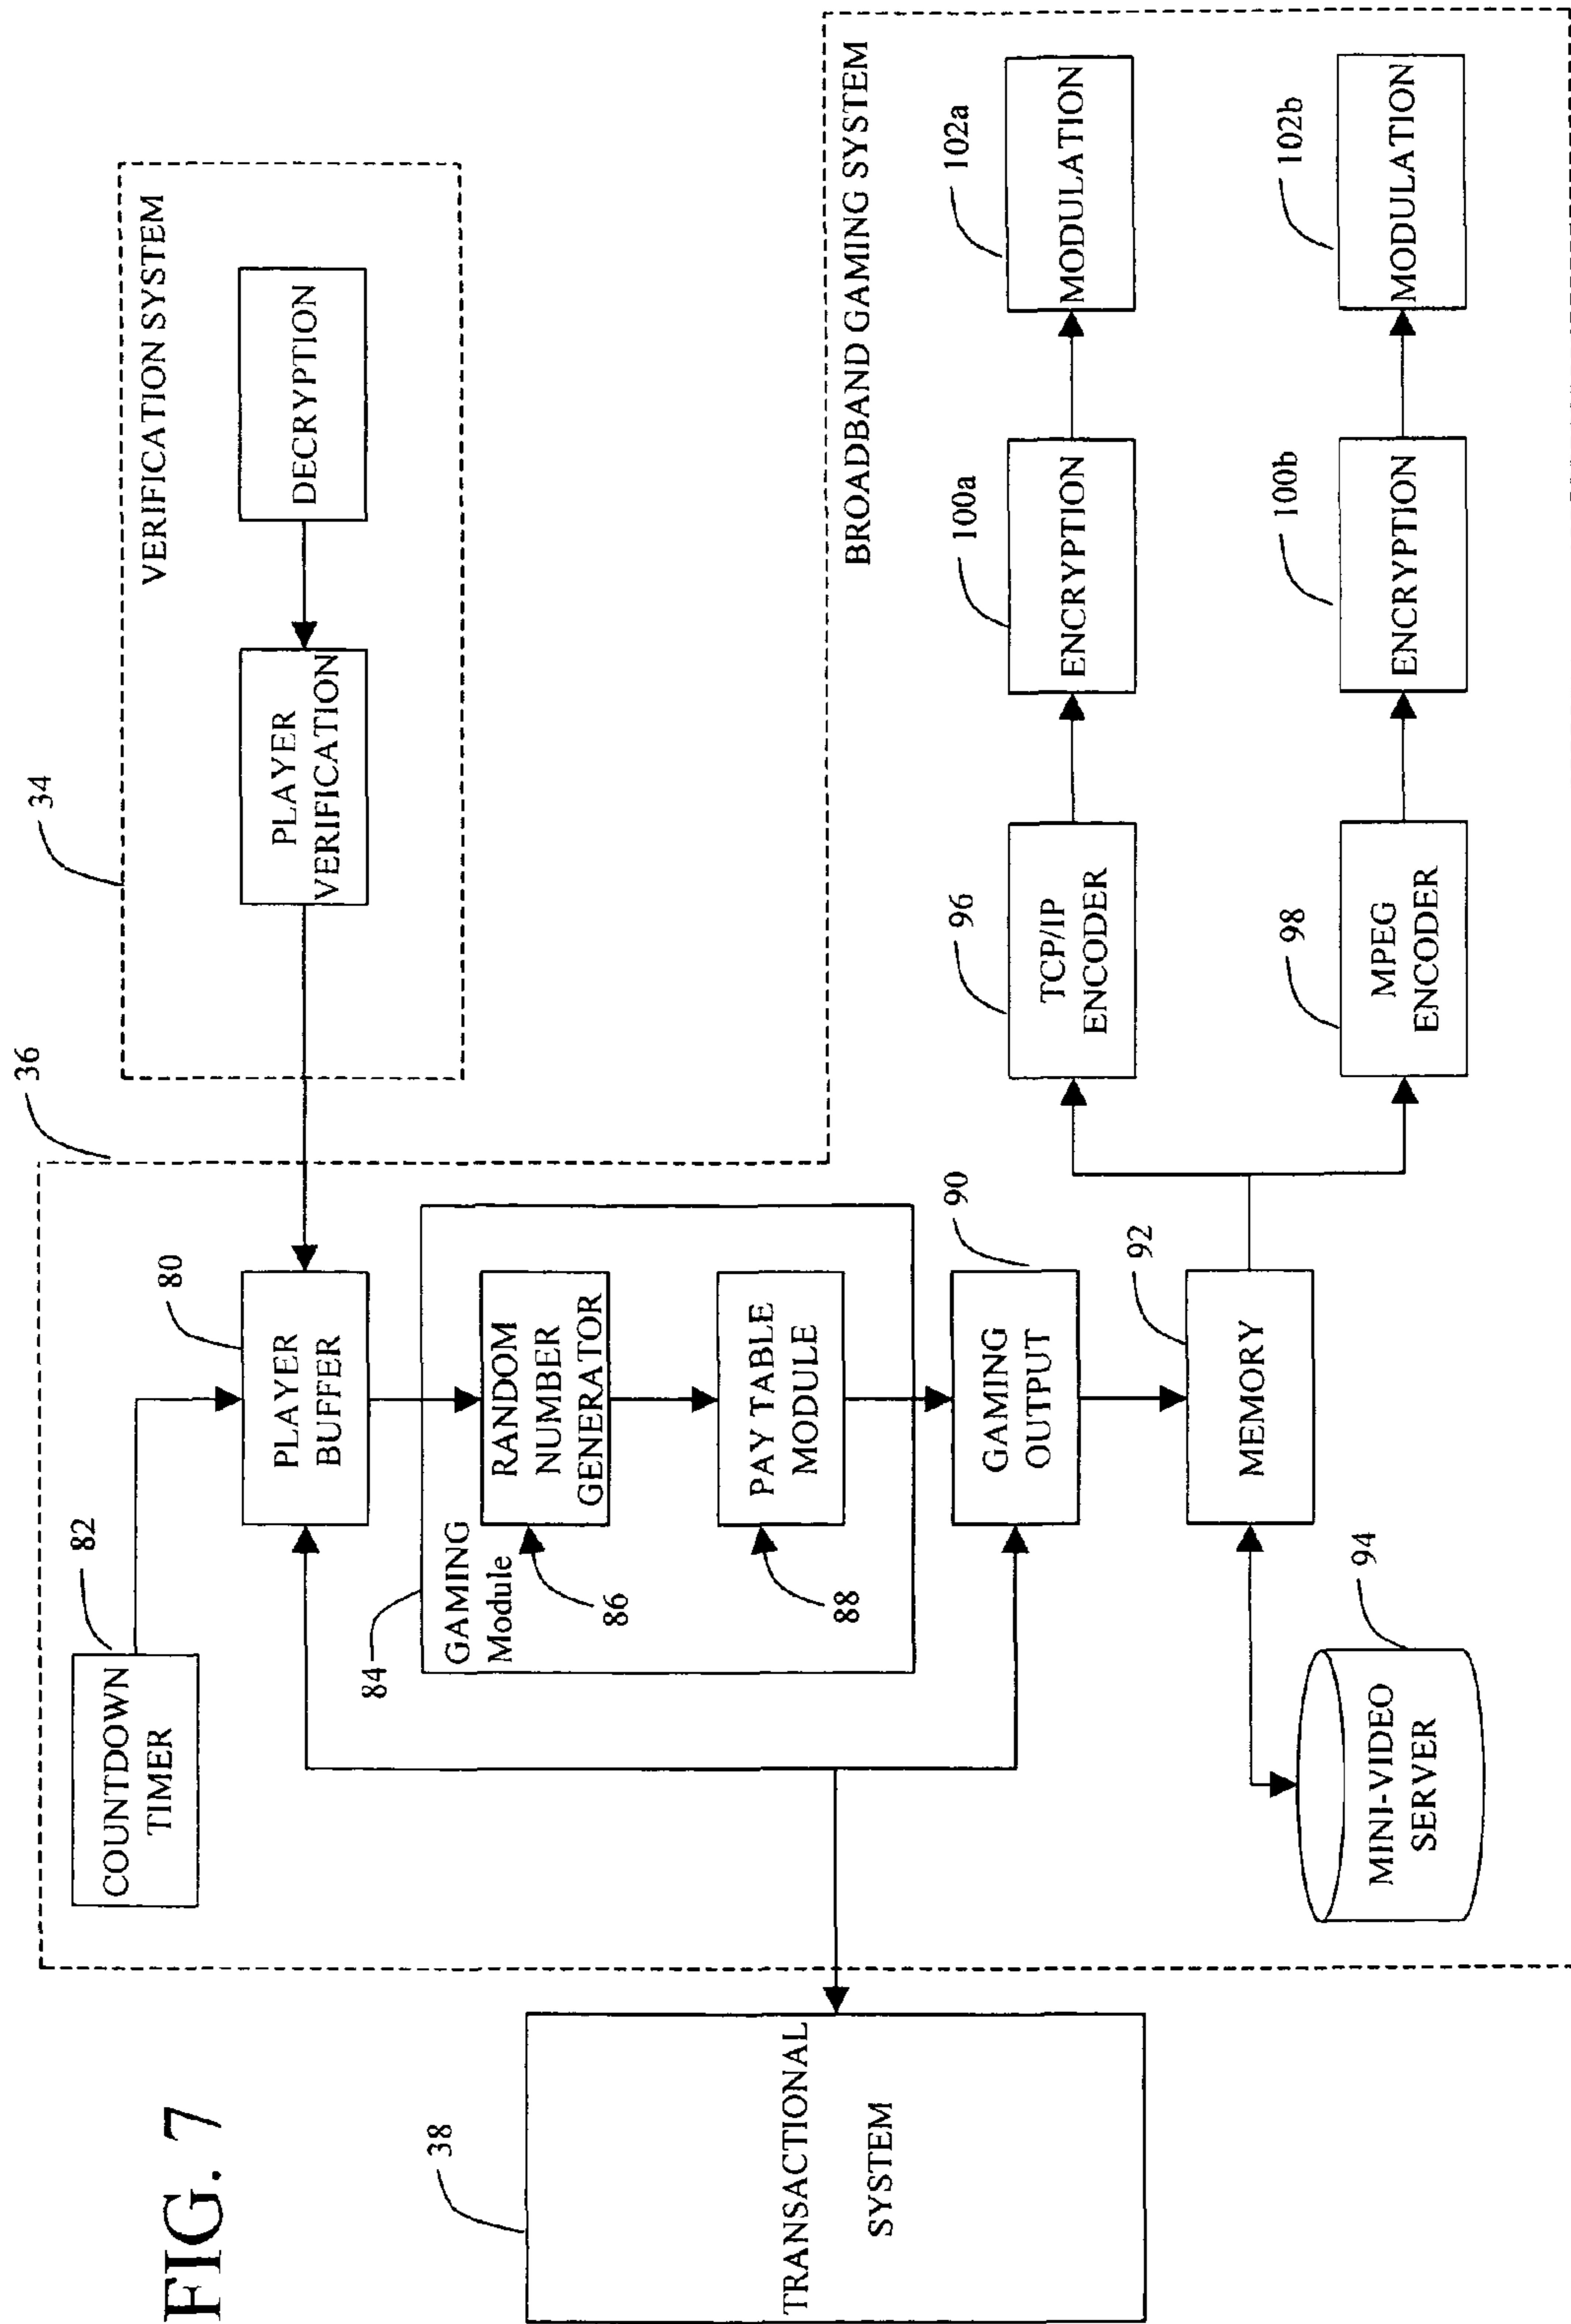 FIG. 7
38
TRANSACTIONAL
SYSTEM
COUNTDOWN
TIMER
82
80
PLAYER
BUFFER
36
34
VERIFICATION SYSTEM
PLAYER
VERIFICATION
DECRYPTION
84
GAMING
Module
RANDOM
NUMBER
GENERATOR
86
PAY TABLE
MODULE
88
90
GAMING
OUTPUT
92
MEMORY
94
MINI-VIDEO
SERVER
BROADBAND GAMING SYSTEM
96
TCP/IP
ENCODER
100a
ENCRYPTION
102a
MODULATION
98
MPEG
ENCODER
100b
ENCRYPTION
102b
MODULATION